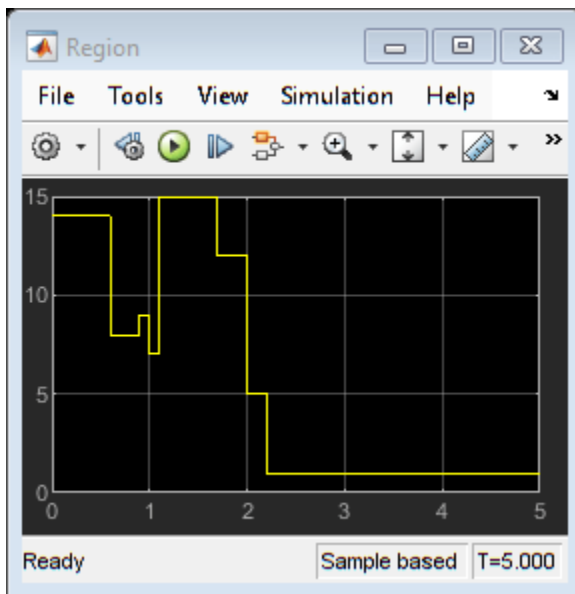 Region
File Tools View Simulation Help
15
10
5
0
0 1 2 3 4 5
Ready Sample based T=5.000